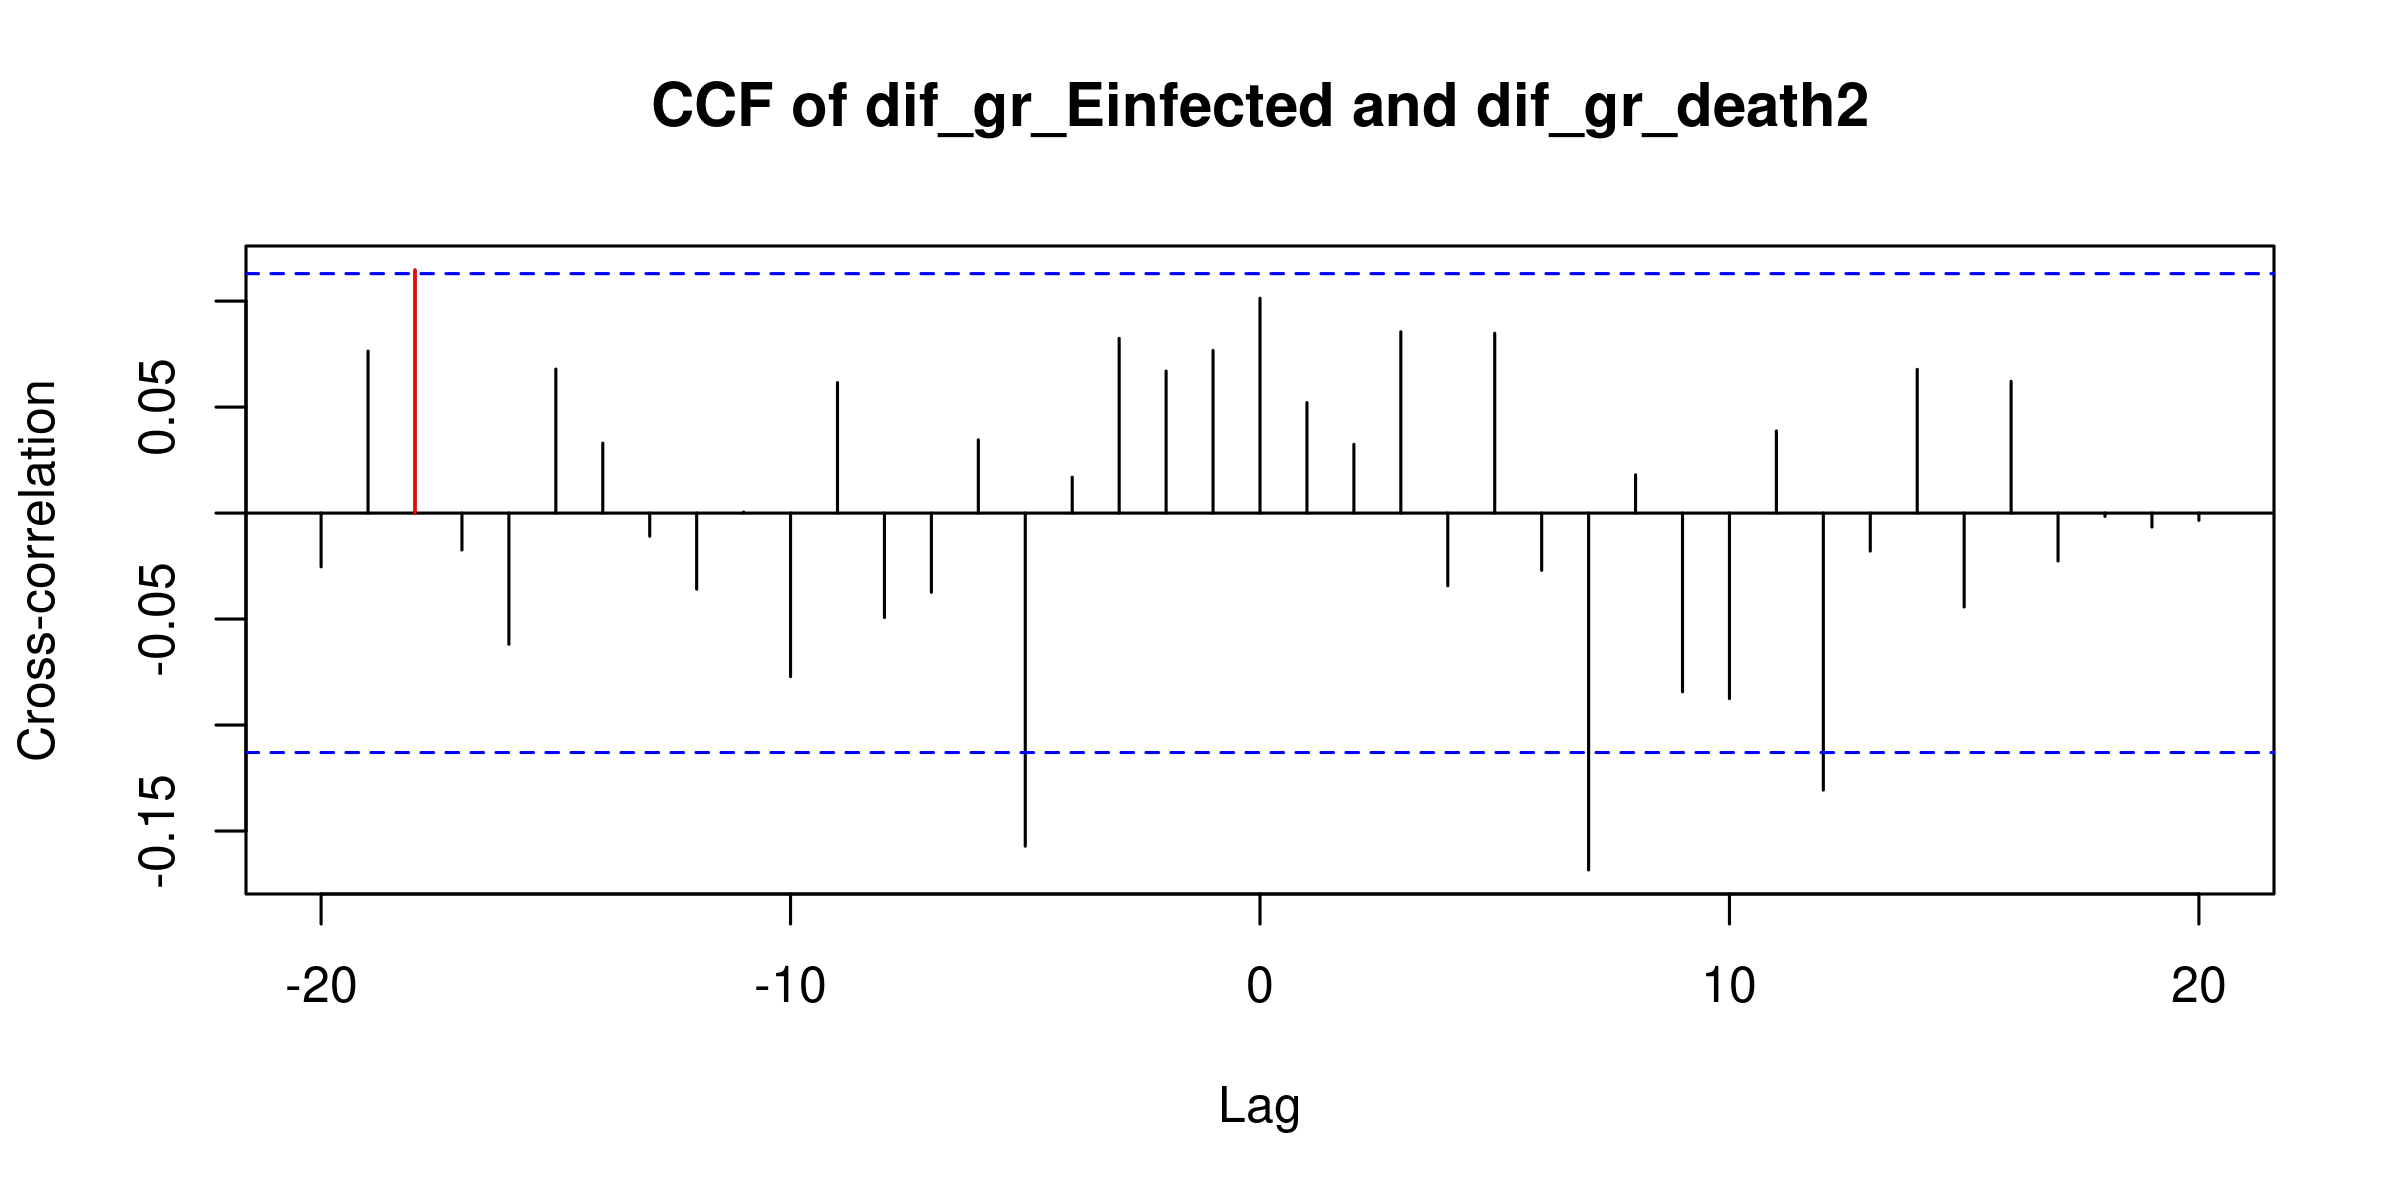 CCF of dif_gr_Einfected and dif_gr_death2
Cross-correlation
0.05
-0.05
-0.15
-20 -10 0 10 20
Lag